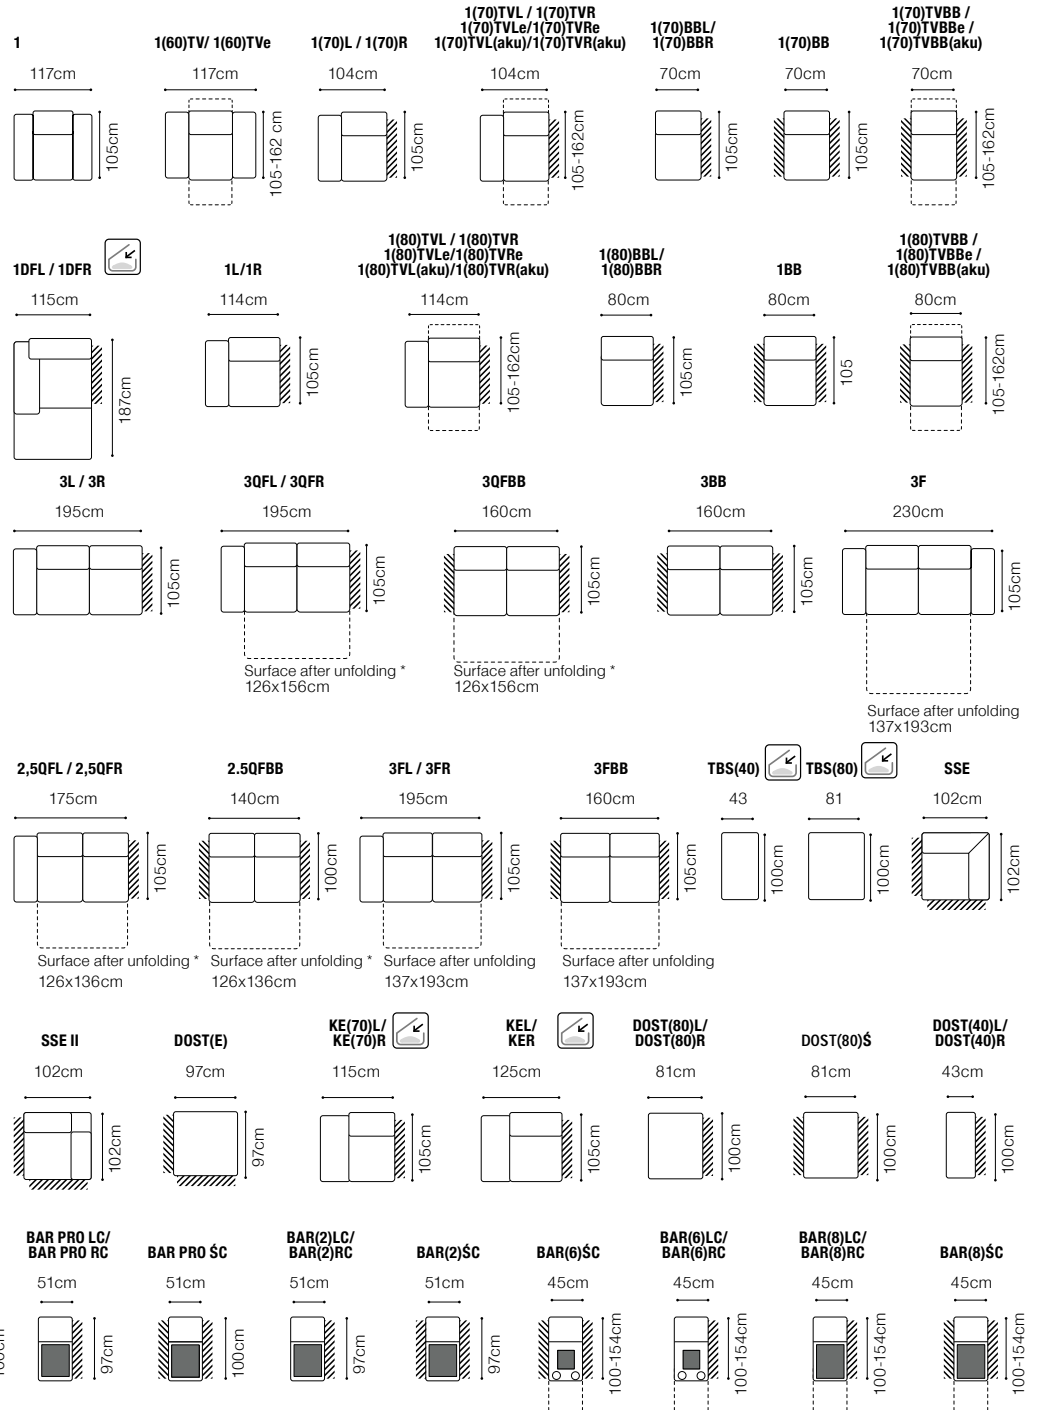 1(70)TVL / 1(70)TVR
1(70)TVLe/1(70)TVRe
1(70)TVL(aku)/1(70)TVR(aku)
1(70)TVBB /
1(70)TVBBe /
1(70)TVBB(aku)
1
1(60)TV/ 1(60)TVe
1(70)L / 1(70)R
1(70)BBL/
1(70)BBR
1(70)BB
117cm
117cm
104cm
104cm
70cm
70cm
70cm
105cm
105-162 cm
105cm
105-162cm
105cm
105cm
105-162cm
1DFL / 1DFR
1L/1R
1(80)TVL / 1(80)TVR
1(80)TVLe/1(80)TVRe
1(80)TVL(aku)/1(80)TVR(aku)
1(80)BBL/
1(80)BBR
1BB
1(80)TVBB /
1(80)TVBBe /
1(80)TVBB(aku)
115cm
114cm
114cm
80cm
80cm
80cm
187cm
105cm
105-162cm
105cm
105
105-162cm
3L / 3R
3QFL / 3QFR
3QFBB
3BB
3F
195cm
195cm
160cm
160cm
230cm
105cm
105cm
105cm
105cm
105cm
Surface after unfolding *
126x156cm
Surface after unfolding *
126x156cm
Surface after unfolding
137x193cm
2,5QFL / 2,5QFR
2.5QFBB
3FL / 3FR
3FBB
TBS(40)
TBS(80)
SSE
175cm
140cm
195cm
160cm
43
81
102cm
105cm
100cm
105cm
105cm
100cm
100cm
102cm
Surface after unfolding *
126x136cm
Surface after unfolding *
126x136cm
Surface after unfolding
137x193cm
Surface after unfolding
137x193cm
SSE II
DOST(E)
KE(70)L/
KE(70)R
KEL/
KER
DOST(80)L/
DOST(80)R
DOST(80)Ś
DOST(40)L/
DOST(40)R
102cm
97cm
115cm
125cm
81cm
81cm
43cm
102cm
97cm
105cm
105cm
100cm
100cm
100cm
BAR PRO LC/
BAR PRO RC
BAR PRO ŚC
BAR(2)LC/
BAR(2)RC
BAR(2)ŚC
BAR(6)ŚC
BAR(6)LC/
BAR(6)RC
BAR(8)LC/
BAR(8)RC
BAR(8)ŚC
51cm
51cm
51cm
51cm
45cm
45cm
45cm
45cm
97cm
100cm
97cm
97cm
100-154cm
100-154cm
100-154cm
100-154cm